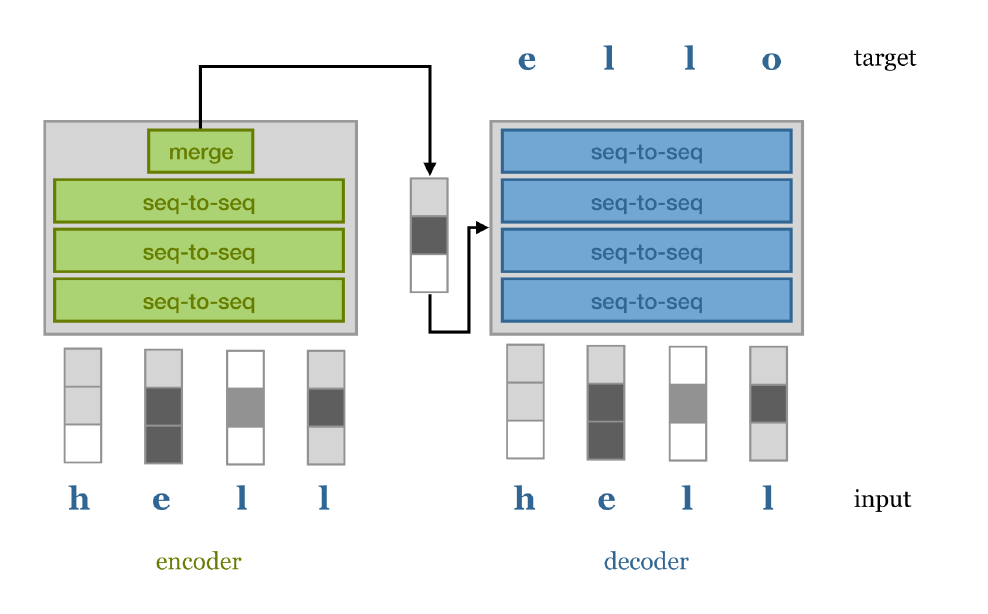 e l l o target
merge
seq-to-seq
seq-to-seq
seq-to-seq
seq-to-seq
seq-to-seq
seq-to-seq
seq-to-seq
h e l l
h e l l input
encoder
decoder